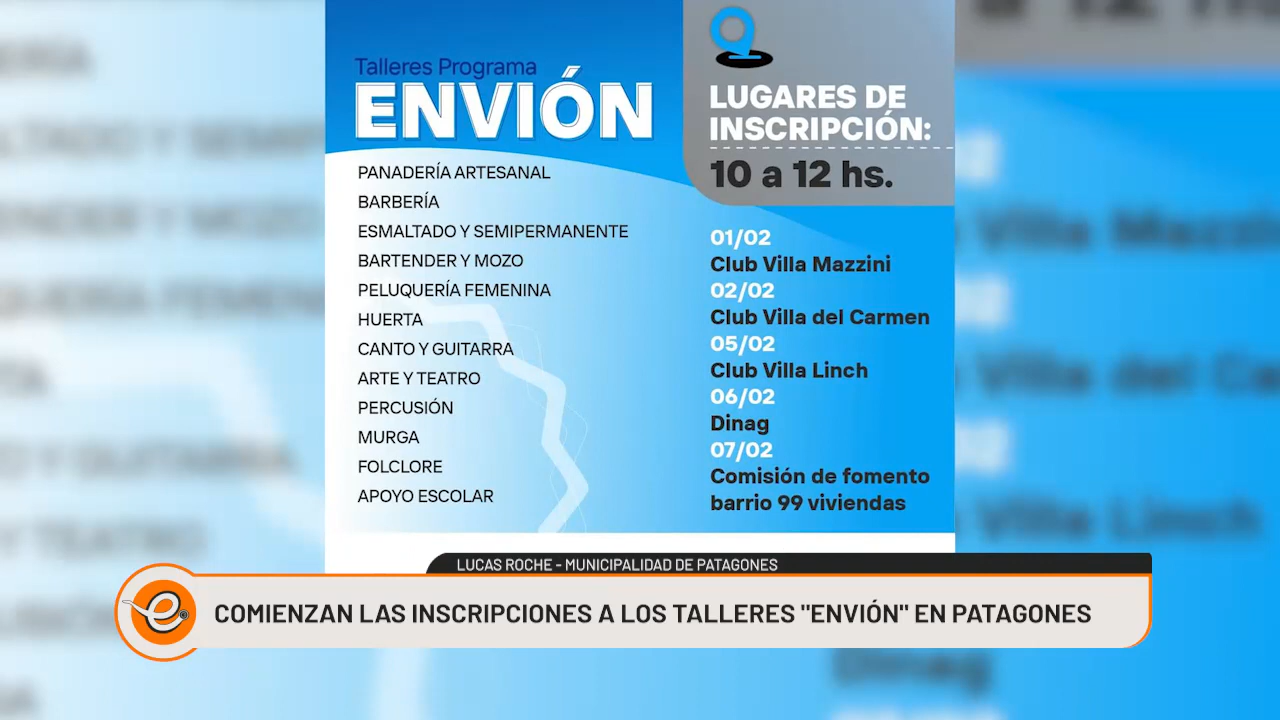 Talleres Programa
ENVIÓN
PANADERÍA ARTESANAL
BARBERÍA
ESMALTADO Y SEMIPERMANENTE
BARTENDER Y MOZO
PELUQUERÍA FEMENINA
HUERTA
CANTO Y GUITARRA
ARTE Y TEATRO
PERCUSIÓN
MURGA
FOLCLORE
APOYO ESCOLAR
LUGARES DE
INSCRIPCIÓN:
10 a 12 hs.
01/02
Club Villa Mazzini
02/02
Club Villa del Carmen
05/02
Club Villa Linch
06/02
Dinag
07/02
Comisión de fomento
barrio 99 viviendas
LUCAS ROCHE - MUNICIPALIDAD DE PATAGONES
e
COMIENZAN LAS INSCRIPCIONES A LOS TALLERES "ENVIÓN" EN PATAGONES